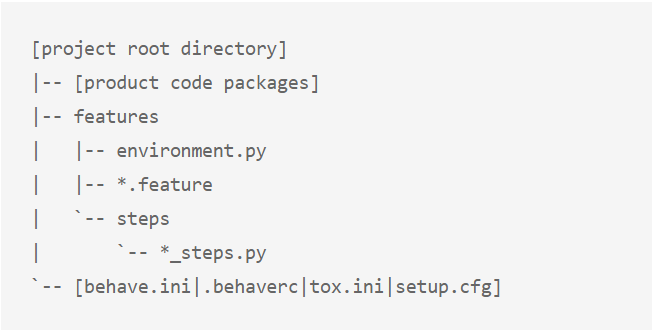 [project root directory]
|-- [product code packages]
|-- features
|   |-- environment.py
|   |-- *.feature
|   `-- steps
|       `-- *_steps.py
`-- [behave.ini|.behaverc|tox.ini|setup.cfg]